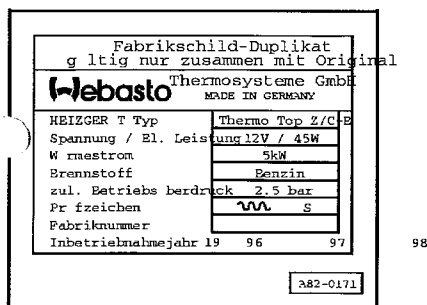 Fabrikschild-Duplikat
g ltig nur zusammen mit Original
Webasto Thermosysteme GmbH
MADE IN GERMANY
HEIZGER T Typ Thermo Top Z/C-E
Spannung / El. Leistung 12V / 45W
W rmestrom 5kW
Brennstoff Benzin
zul. Betriebs berdruck 2.5 bar
Pr fzeichen S
Fabriknummer
Inbetriebnahmejahr 19 96 97 98
A82-0171